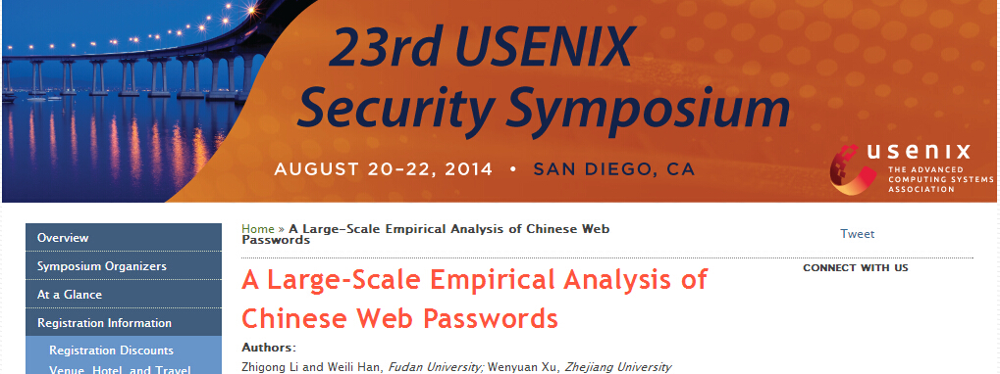 23rd USENIX
Security Symposium
AUGUST 20–22, 2014 • SAN DIEGO, CA
usenix
THE ADVANCED
COMPUTING SYSTEMS
ASSOCIATION
Overview
Symposium Organizers
At a Glance
Registration Information
Registration Discounts
Venue, Hotel, and Travel
Home » A Large-Scale Empirical Analysis of Chinese Web
Passwords
A Large-Scale Empirical Analysis of
Chinese Web Passwords
Authors:
Zhigong Li and Weili Han, Fudan University; Wenyuan Xu, Zhejiang University
Tweet
CONNECT WITH US